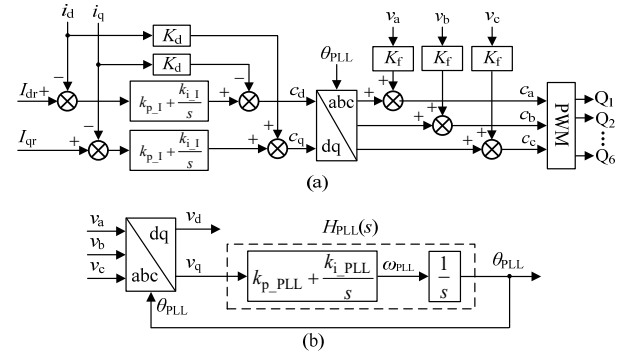 i_d i_q v_a v_b v_c
K_d K_f K_f K_f
K_d θ_PLL
I_dr + − k_p_I + k_i_I/s + − c_d abc + + c_a Q_1
I_qr + − k_p_I + k_i_I/s + + c_q dq + + c_b PWM Q_2
+ + c_c Q_6
(a)
H_PLL(s)
v_a dq v_d
v_b k_p_PLL + k_i_PLL/s ω_PLL 1/s θ_PLL
v_c abc v_q
θ_PLL
(b)